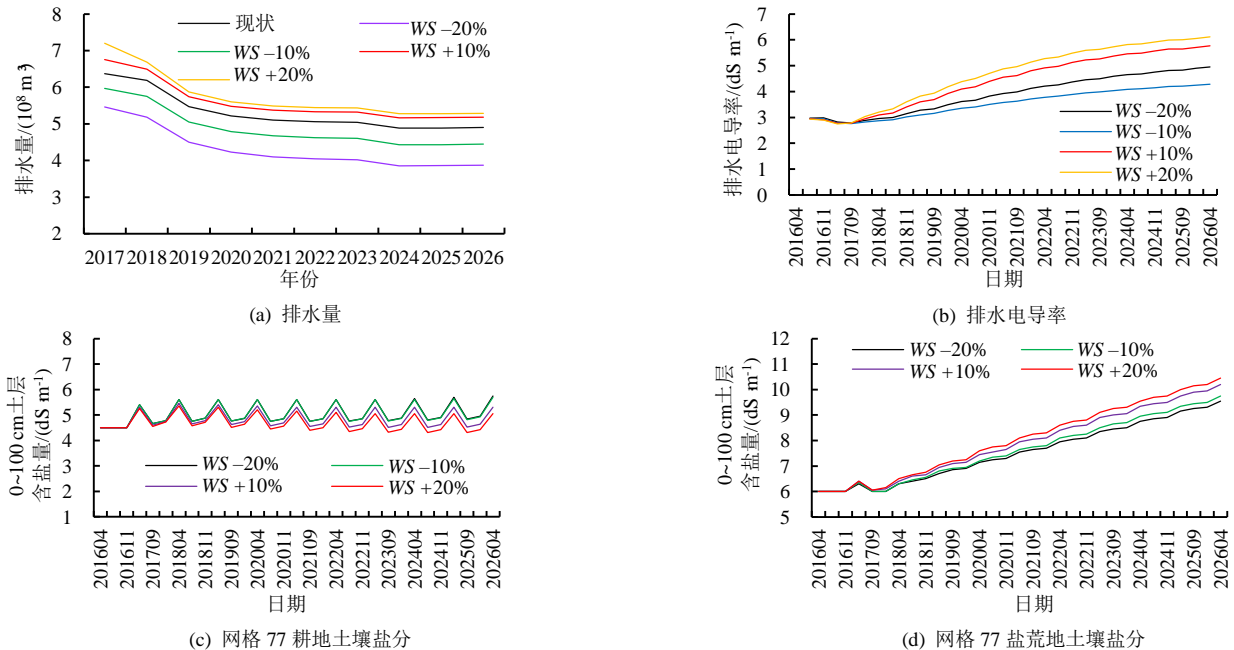 现状
WS –20%
WS –10%
WS +10%
WS +20%
排水量/(10⁸ m³)
8
7
6
5
4
3
2
2017 2018 2019 2020 2021 2022 2023 2024 2025 2026
年份
(a) 排水量
排水电导率/(dS m⁻¹)
7
6
5
4
3
2
1
0
WS –20%
WS –10%
WS +10%
WS +20%
201604 201611 201709 201804 201811 201909 202004 202011 202109 202204 202211 202309 202404 202411 202509 202604
日期
(b) 排水电导率
0~100 cm土层
含盐量/(dS m⁻¹)
8
7
6
5
4
3
2
1
WS –20%
WS –10%
WS +10%
WS +20%
201604 201611 201709 201804 201811 201909 202004 202011 202109 202204 202211 202309 202404 202411 202509 202604
日期
(c) 网格 77 耕地土壤盐分
0~100 cm土层
含盐量/(dS m⁻¹)
12
11
10
9
8
7
6
5
WS –20%
WS –10%
WS +10%
WS +20%
201604 201611 201709 201804 201811 201909 202004 202011 202109 202204 202211 202309 202404 202411 202509 202604
日期
(d) 网格 77 盐荒地土壤盐分